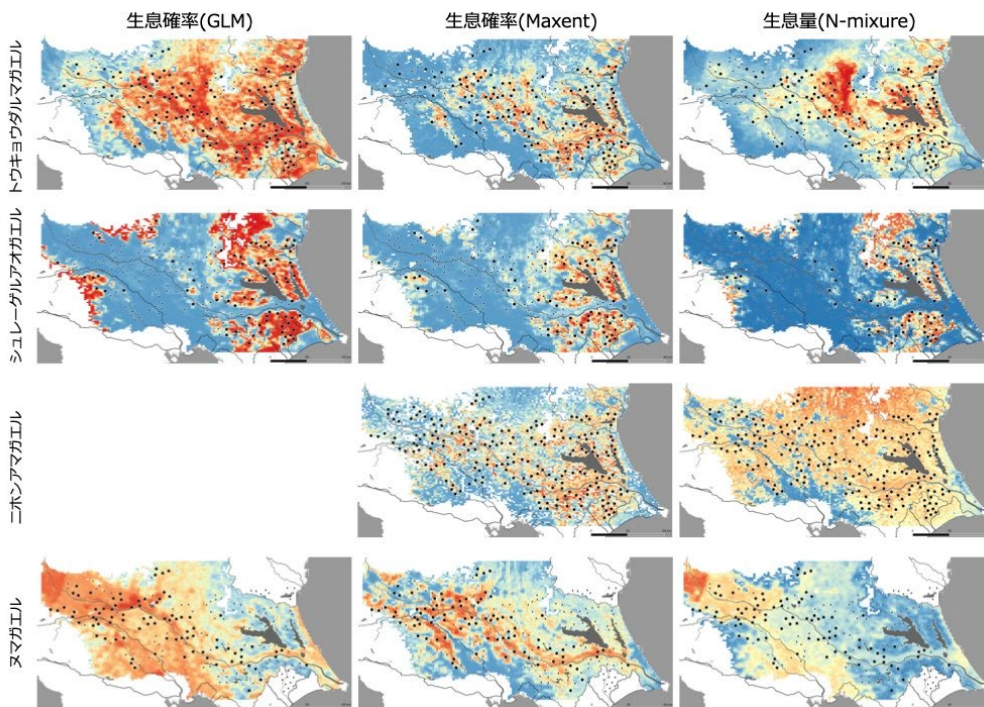 生息確率(GLM)
生息確率(Maxent)
生息量(N-mixure)
トウキョウダルマガエル
シュレーゲルアオガエル
ニホンアマガエル
ヌマガエル